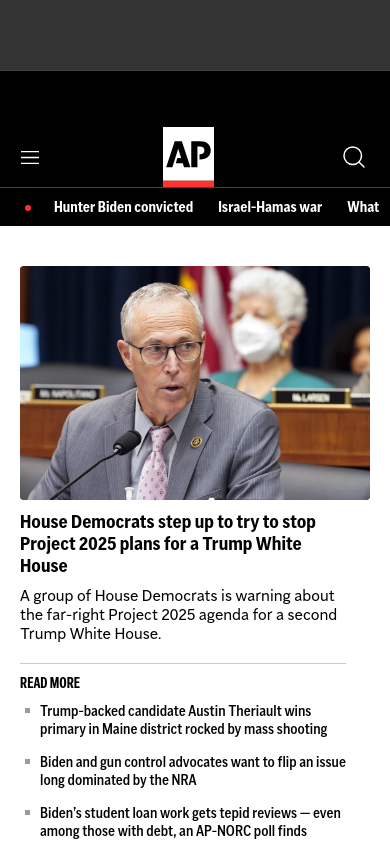 AP
Hunter Biden convicted Israel-Hamas war What
Ms. NAPOLITANO
Mr. LARSEN
House Democrats step up to try to stop
Project 2025 plans for a Trump White
House
A group of House Democrats is warning about
the far-right Project 2025 agenda for a second
Trump White House.
READ MORE
Trump-backed candidate Austin Theriault wins
primary in Maine district rocked by mass shooting
Biden and gun control advocates want to flip an issue
long dominated by the NRA
Biden's student loan work gets tepid reviews — even
among those with debt, an AP-NORC poll finds